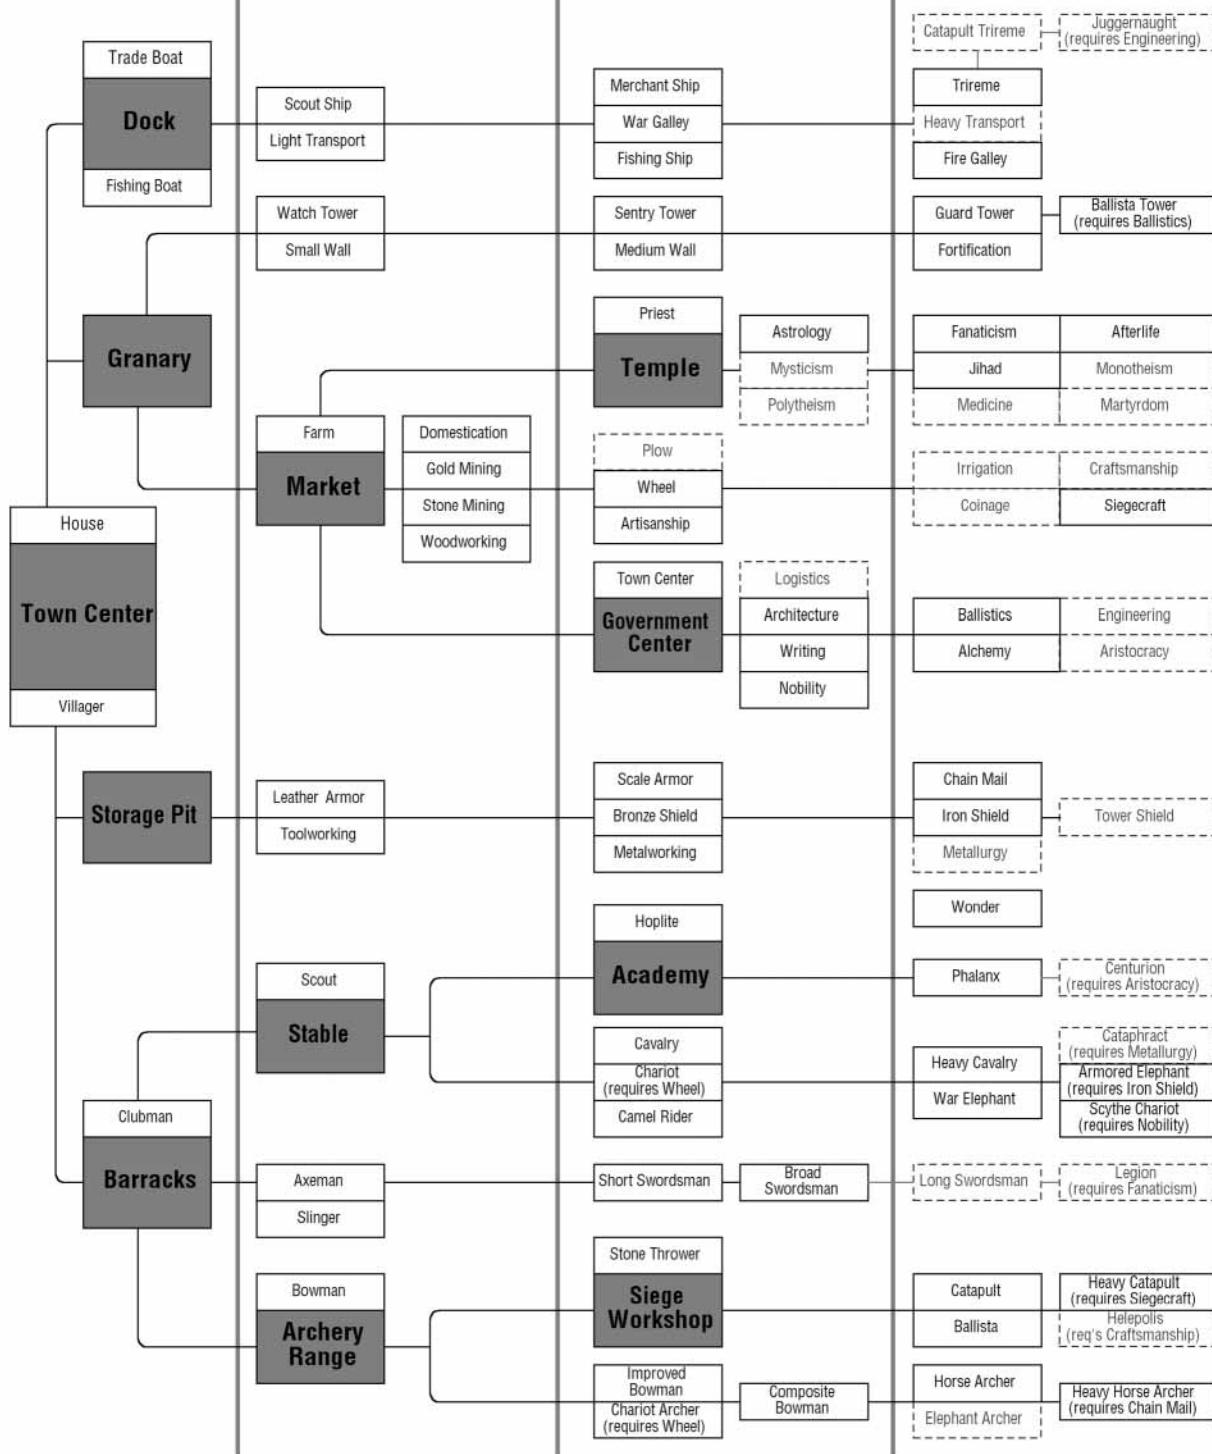 Trade Boat
Dock
Fishing Boat
Scout Ship
Light Transport
Merchant Ship
War Galley
Fishing Ship
Catapult Trireme
Juggernaught
(requires Engineering)
Trireme
Heavy Transport
Fire Galley
Granary
Watch Tower
Small Wall
Sentry Tower
Medium Wall
Guard Tower
Fortification
Ballista Tower
(requires Ballistics)
Farm
Market
Domestication
Gold Mining
Stone Mining
Woodworking
Priest
Temple
Astrology
Mysticism
Polytheism
Fanaticism
Afterlife
Jihad
Monotheism
Medicine
Martyrdom
Plow
Wheel
Artisanship
Irrigation
Craftsmanship
Coinage
Siegecraft
Town Center
Government
Center
Logistics
Architecture
Writing
Nobility
Ballistics
Engineering
Alchemy
Aristocracy
House
Town Center
Villager
Storage Pit
Leather Armor
Toolworking
Scale Armor
Bronze Shield
Metalworking
Chain Mail
Iron Shield
Metallurgy
Tower Shield
Wonder
Scout
Stable
Hoplite
Academy
Phalanx
Centurion
(requires Aristocracy)
Cavalry
Chariot
(requires Wheel)
Camel Rider
Heavy Cavalry
War Elephant
Cataphract
(requires Metallurgy)
Armored Elephant
(requires Iron Shield)
Scythe Chariot
(requires Nobility)
Clubman
Barracks
Axeman
Slinger
Short Swordsman
Broad
Swordsman
Long Swordsman
Legion
(requires Fanaticism)
Bowman
Archery
Range
Stone Thrower
Siege
Workshop
Catapult
Ballista
Heavy Catapult
(requires Siegecraft)
Helepolis
(req's Craftsmanship)
Improved
Bowman
Chariot Archer
(requires Wheel)
Composite
Bowman
Horse Archer
Elephant Archer
Heavy Horse Archer
(requires Chain Mail)